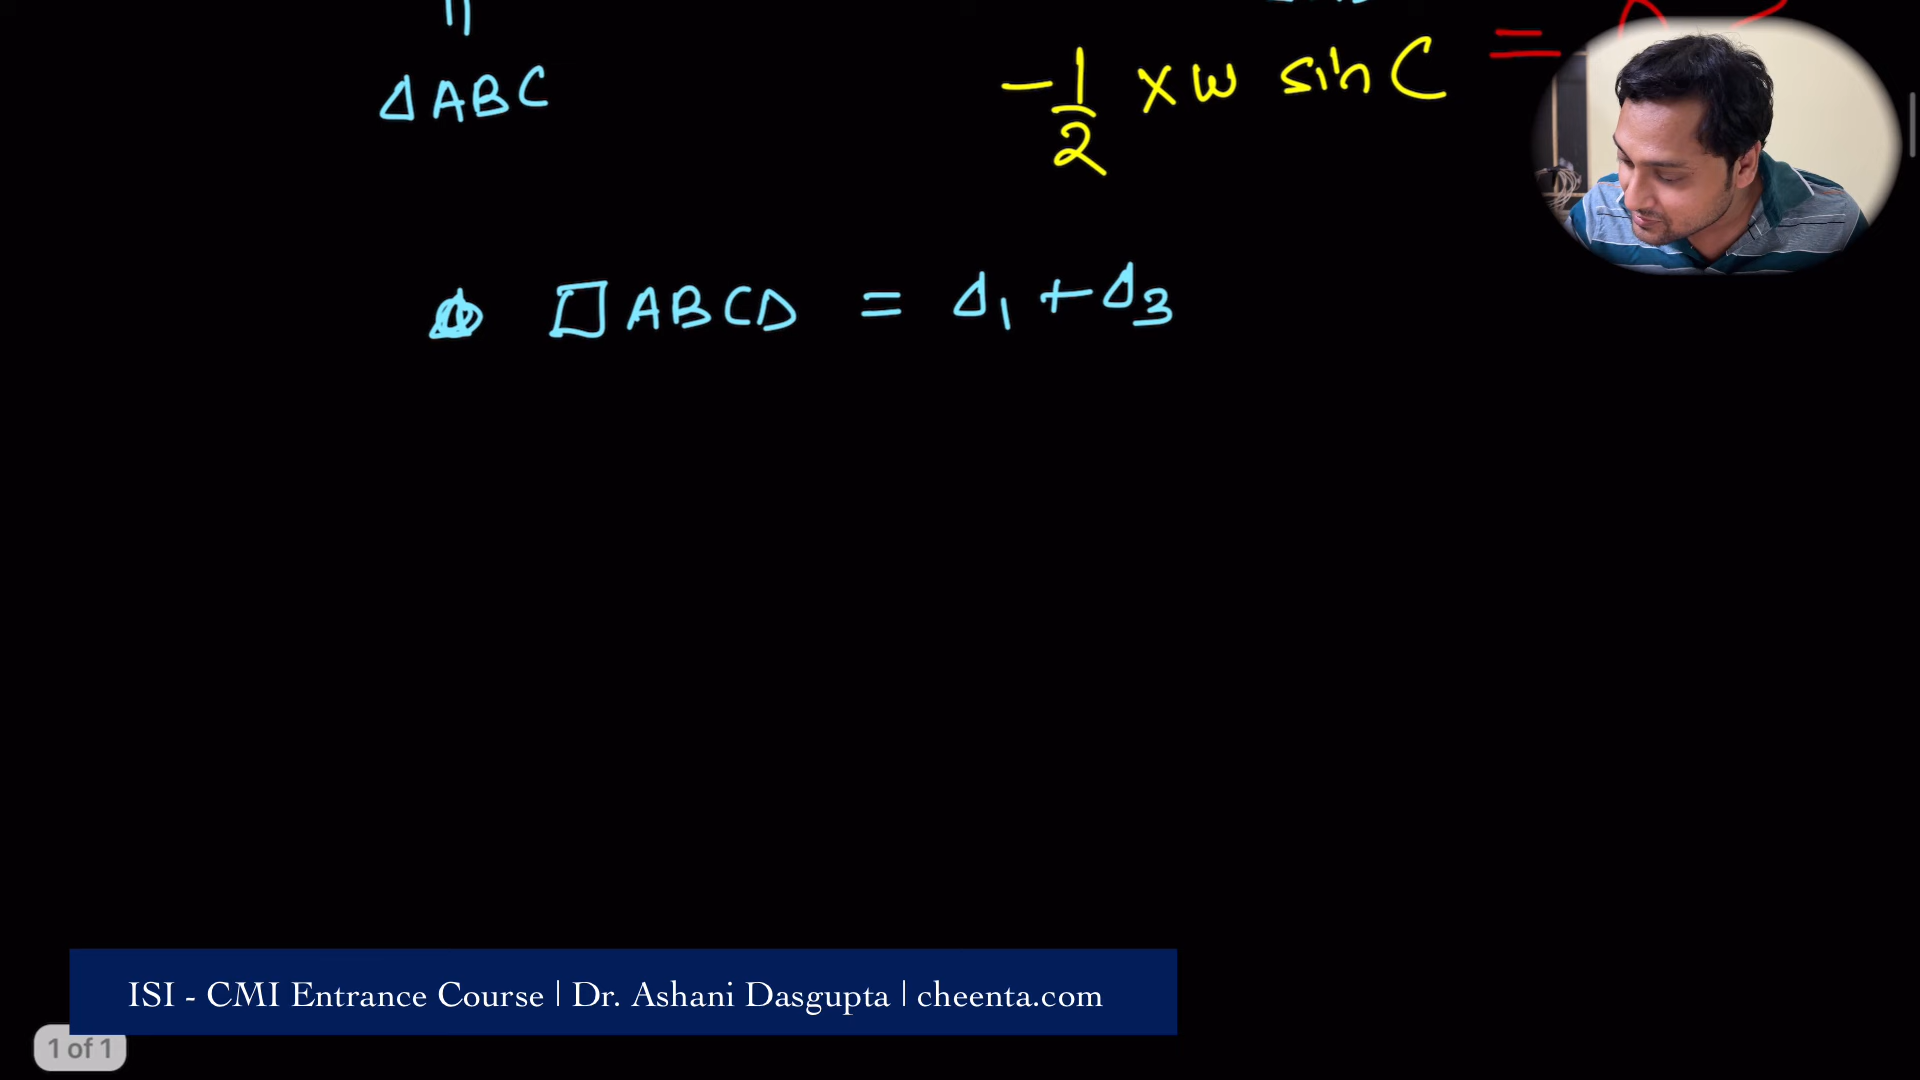 =
△ABC
-1/2 xw sin C =
□ABCD = Δ1 + Δ3
ISI - CMI Entrance Course | Dr. Ashani Dasgupta | cheenta.com
1 of 1